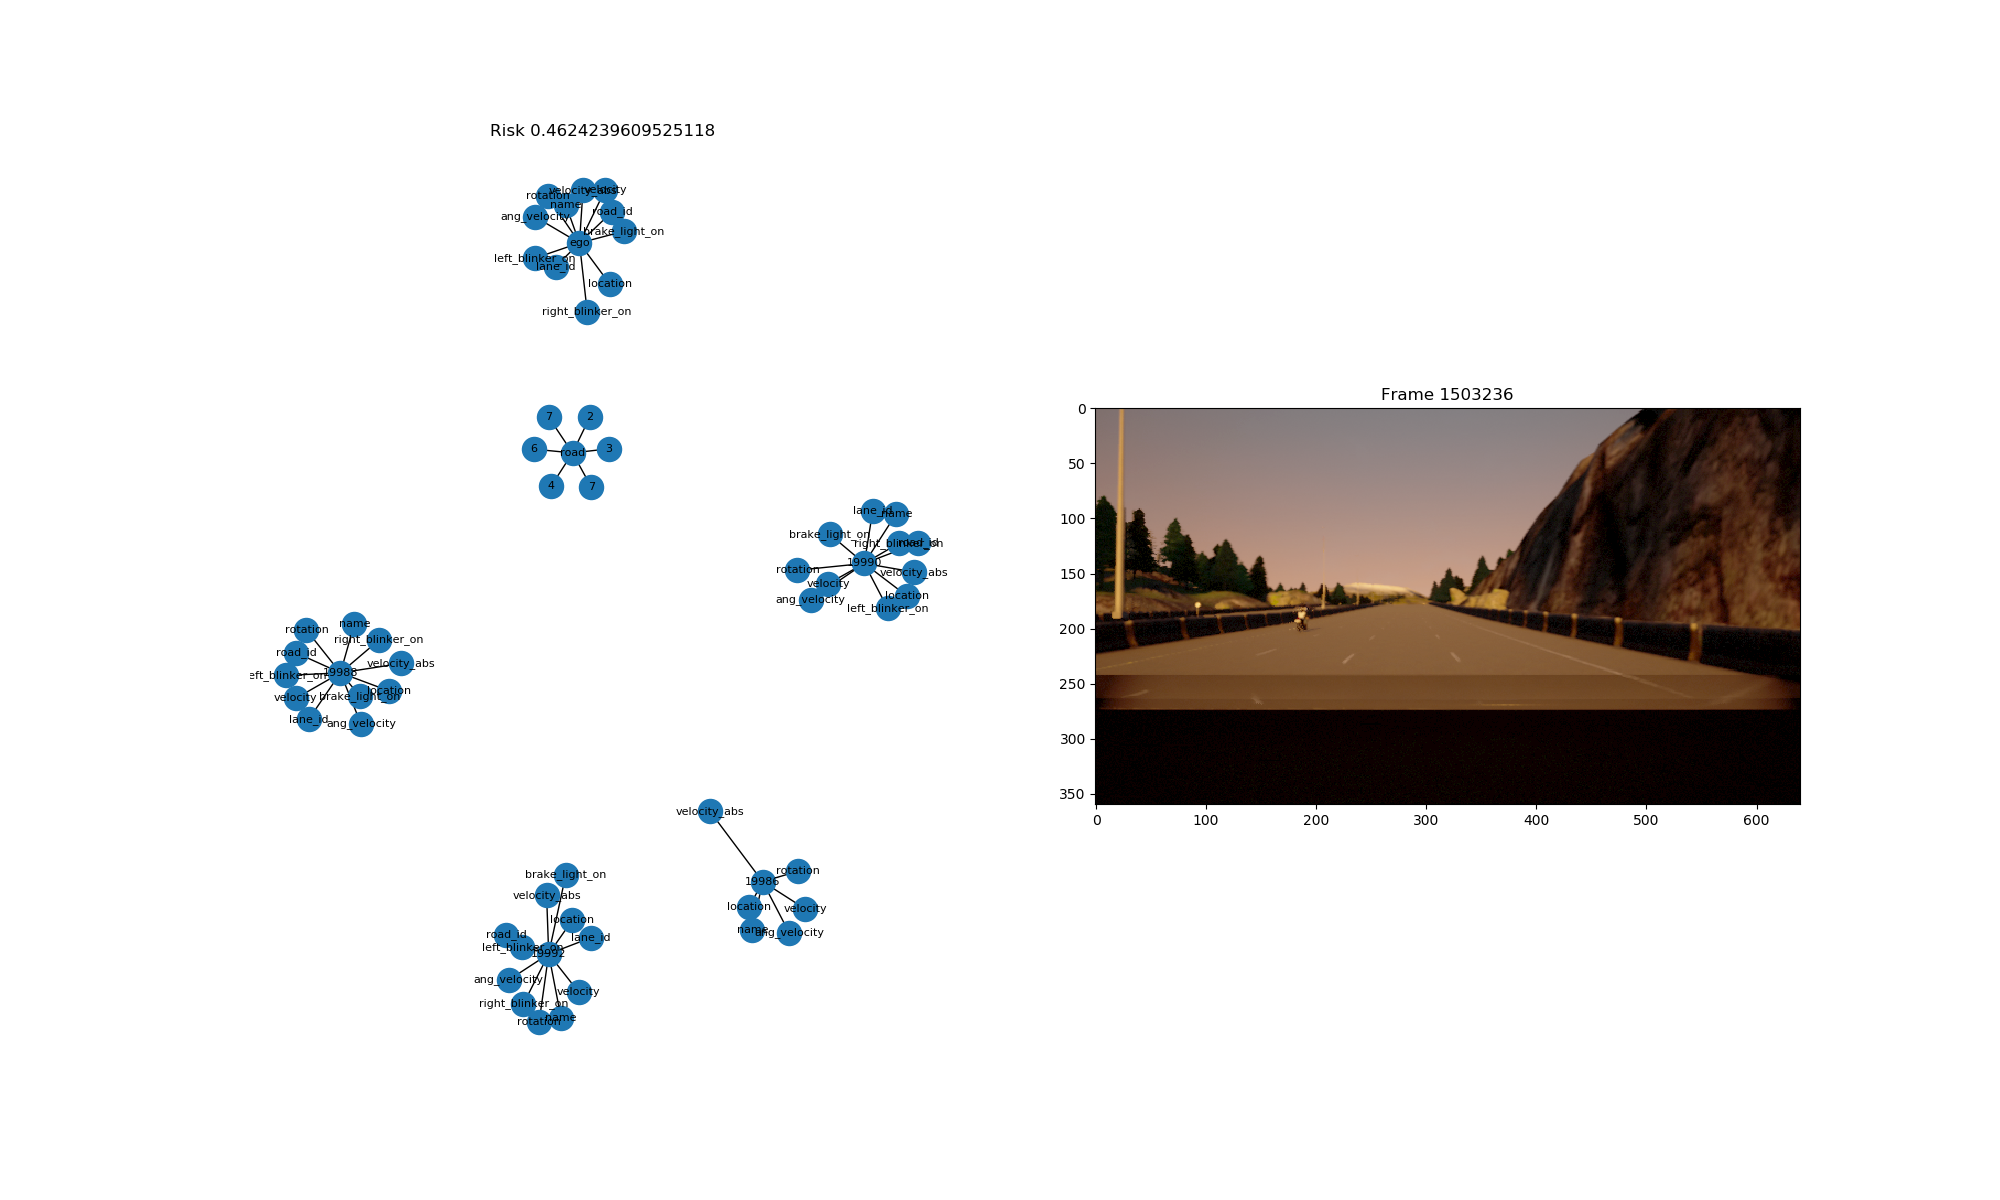 Risk 0.4624239609525118
rotation
velocity_abs
velocity
name
road_id
ang_velocity
brake_light_on
ego
left_blinker_on
lane_id
location
right_blinker_on
7
2
6
road
3
4
7
lane_id
name
brake_light_on
right_blinker_on
road_id
19990
rotation
velocity_abs
velocity
location
ang_velocity
left_blinker_on
name
rotation
right_blinker_on
road_id
velocity_abs
19988
eft_blinker_on
location
velocity
brake_light_on
lane_id
ang_velocity
velocity_abs
rotation
19986
location
velocity
name
ang_velocity
brake_light_on
velocity_abs
location
road_id
lane_id
left_blinker_on
19992
ang_velocity
velocity
right_blinker_on
name
rotation
Frame 1503236
0
50
100
150
200
250
300
350
0 100 200 300 400 500 600